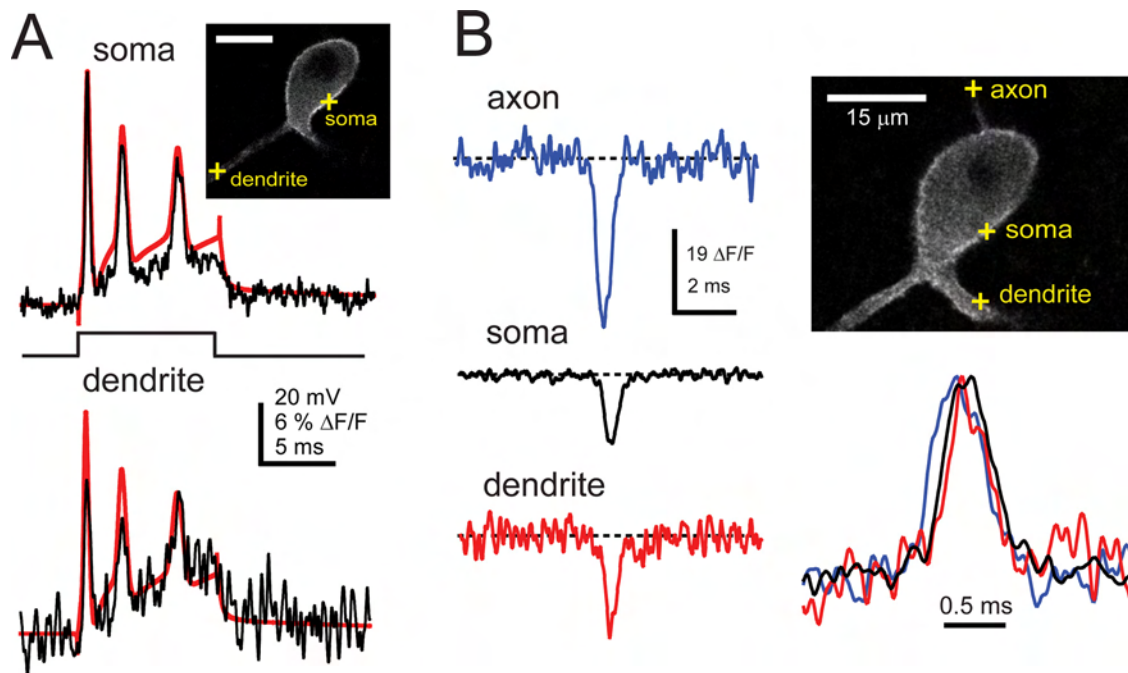 A
soma
soma
dendrite
dendrite
20 mV
6 % ΔF/F
5 ms
B
axon
19 ΔF/F
2 ms
soma
dendrite
15 μm
axon
soma
dendrite
0.5 ms